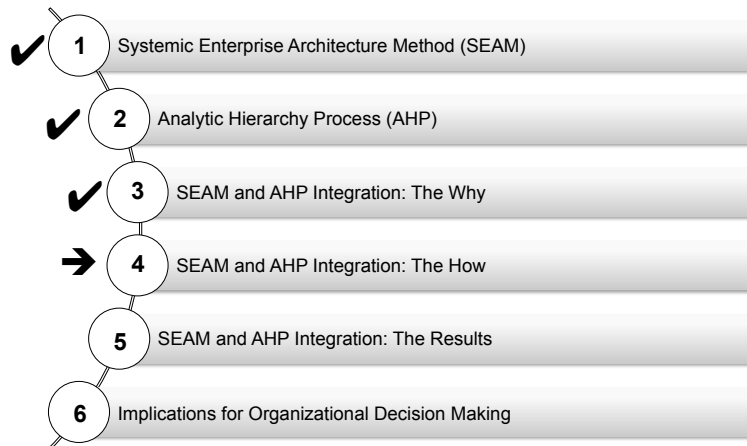 1 Systemic Enterprise Architecture Method (SEAM)
2 Analytic Hierarchy Process (AHP)
3 SEAM and AHP Integration: The Why
4 SEAM and AHP Integration: The How
5 SEAM and AHP Integration: The Results
6 Implications for Organizational Decision Making